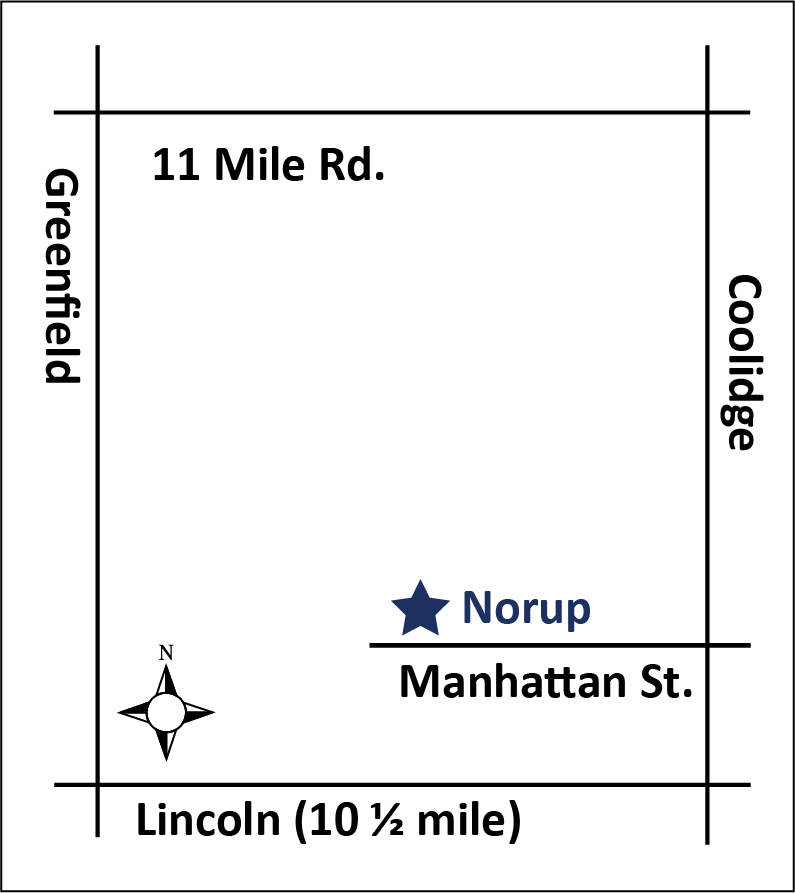 11 Mile Rd.
Greenfield
Coolidge
Norup
Manhattan St.
N
Lincoln (10 ½ mile)